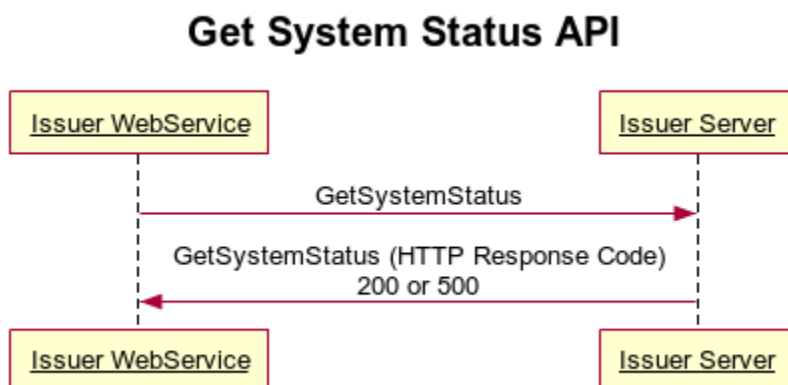 Get System Status API
Issuer WebService
Issuer Server
GetSystemStatus
GetSystemStatus (HTTP Response Code)
200 or 500
Issuer WebService
Issuer Server